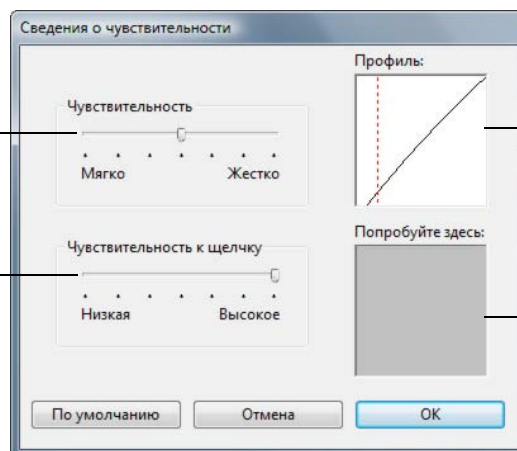 Сведения о чувствительности
Чувствительность
Мягко Жестко
Чувствительность к щелчку
Низкая Высокое
Профиль:
Попробуйте здесь:
По умолчанию Отмена OK